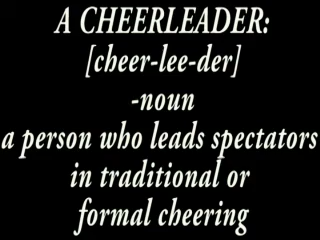 A CHEERLEADER:
[cheer-lee-der]
-noun
a person who leads spectators
in traditional or
formal cheering